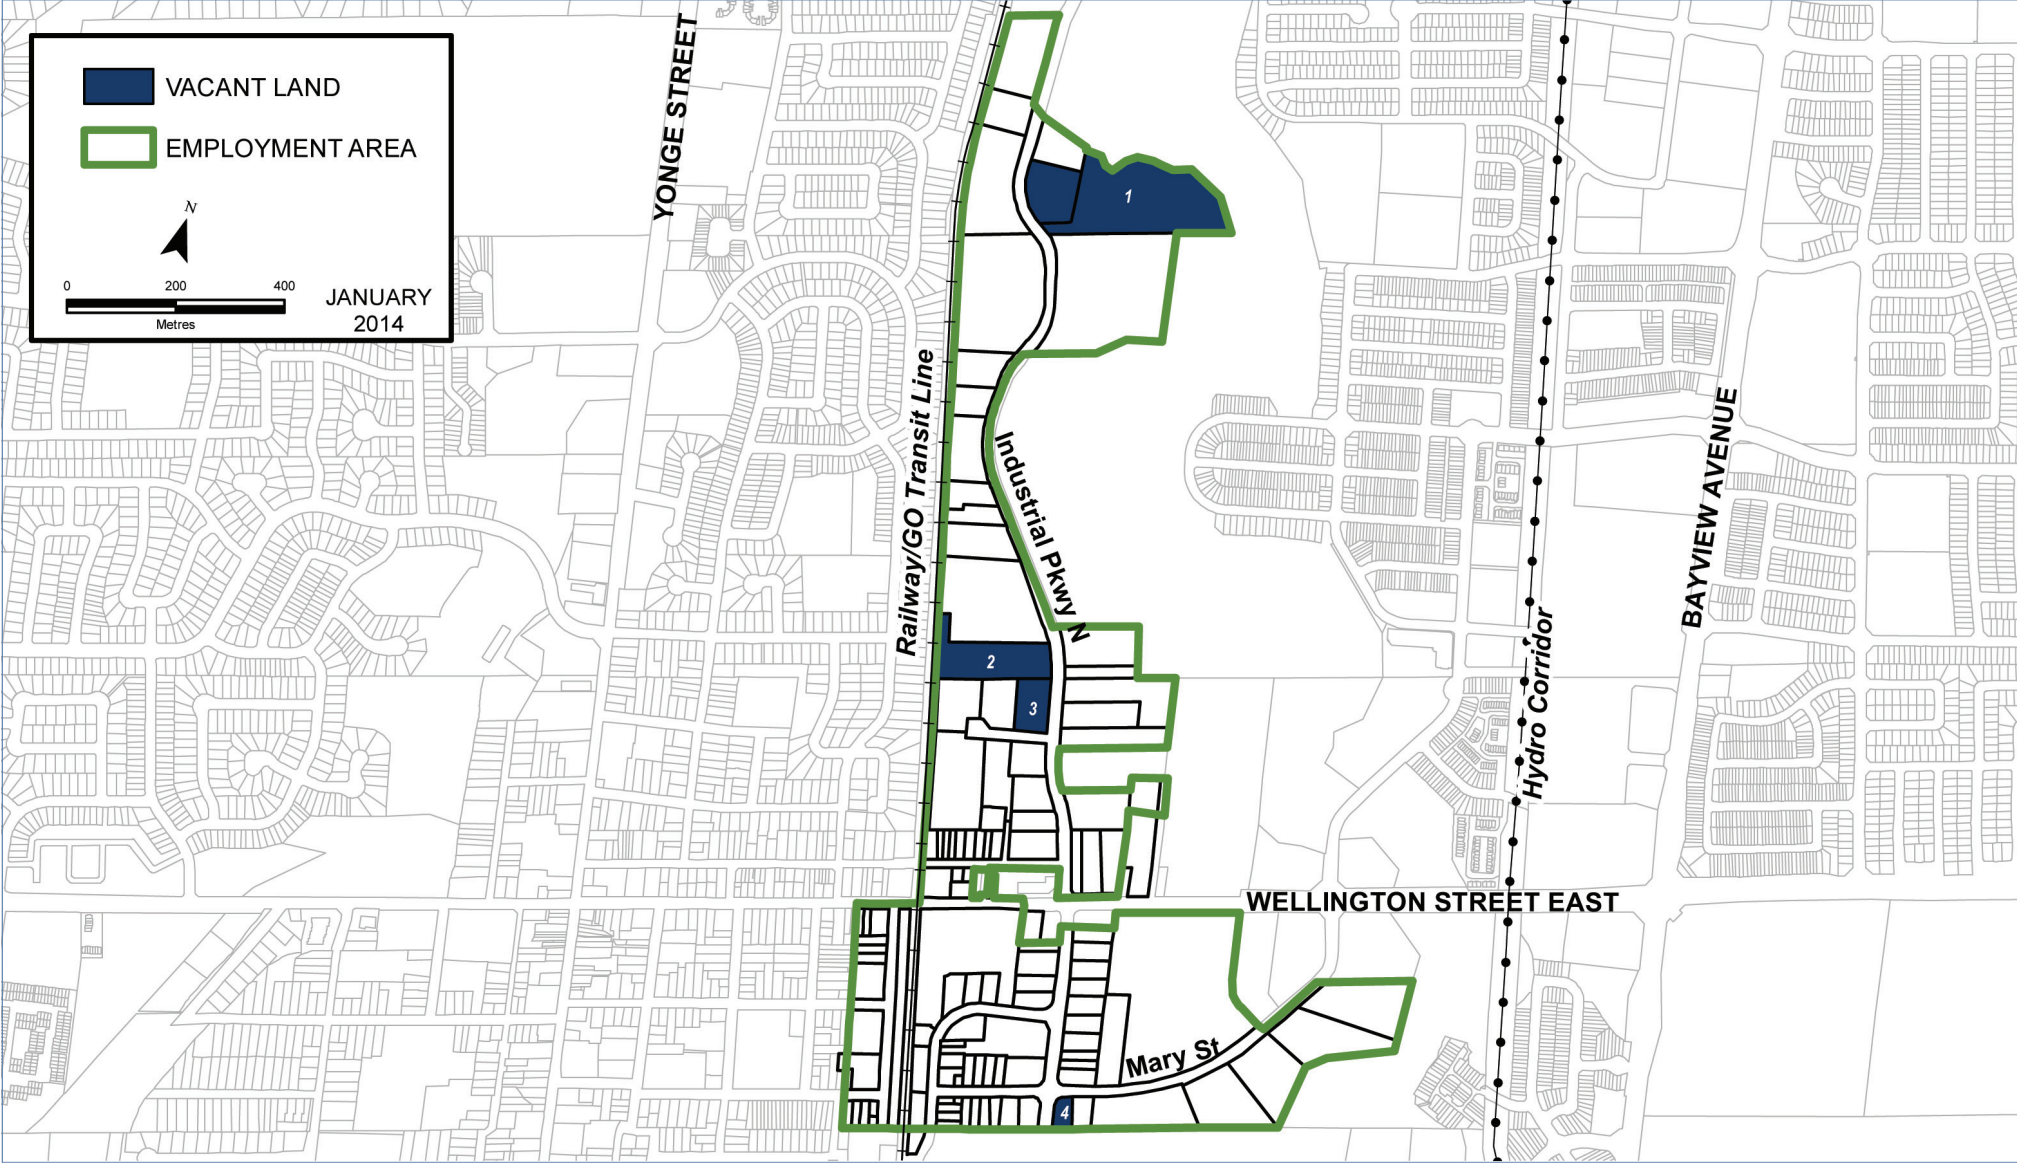 VACANT LAND
EMPLOYMENT AREA
N
0 200 400
Metres
JANUARY
2014
YONGE STREET
Railway/GO Transit Line
Industrial Pkwy N
BAYVIEW AVENUE
Hydro Corridor
WELLINGTON STREET EAST
Mary St
1
2
3
4